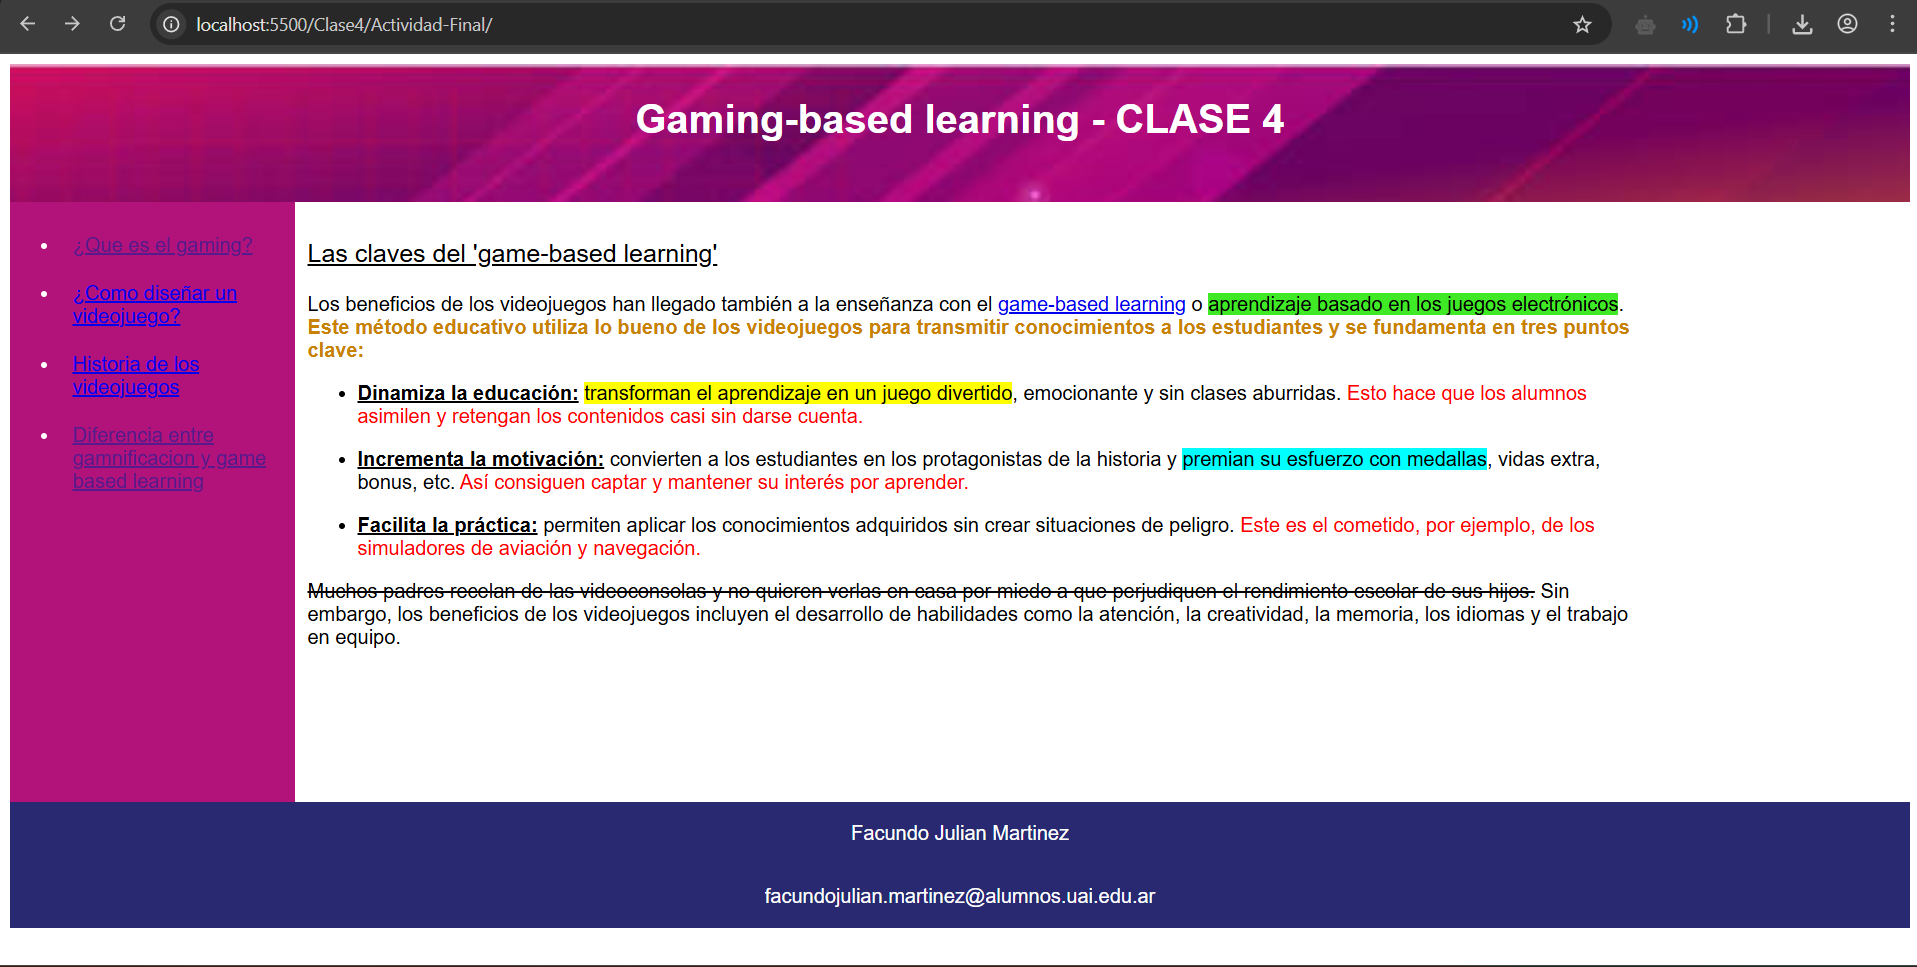 localhost:5500/Clase4/Actividad-Final/
Gaming-based learning - CLASE 4
¿Que es el gaming?
¿Como diseñar un
videojuego?
Historia de los
videojuegos
Diferencia entre
gamnificacion y game
based learning
Las claves del 'game-based learning'
Los beneficios de los videojuegos han llegado también a la enseñanza con el game-based learning o aprendizaje basado en los juegos electrónicos.
Este método educativo utiliza lo bueno de los videojuegos para transmitir conocimientos a los estudiantes y se fundamenta en tres puntos
clave:
Dinamiza la educación: transforman el aprendizaje en un juego divertido, emocionante y sin clases aburridas. Esto hace que los alumnos
asimilen y retengan los contenidos casi sin darse cuenta.
Incrementa la motivación: convierten a los estudiantes en los protagonistas de la historia y premian su esfuerzo con medallas, vidas extra,
bonus, etc. Así consiguen captar y mantener su interés por aprender.
Facilita la práctica: permiten aplicar los conocimientos adquiridos sin crear situaciones de peligro. Este es el cometido, por ejemplo, de los
simuladores de aviación y navegación.
Muchos padres recelan de las videoconsolas y no quieren verlas en casa por miedo a que perjudiquen el rendimiento escolar de sus hijos. Sin
embargo, los beneficios de los videojuegos incluyen el desarrollo de habilidades como la atención, la creatividad, la memoria, los idiomas y el trabajo
en equipo.
Facundo Julian Martinez
facundojulian.martinez@alumnos.uai.edu.ar